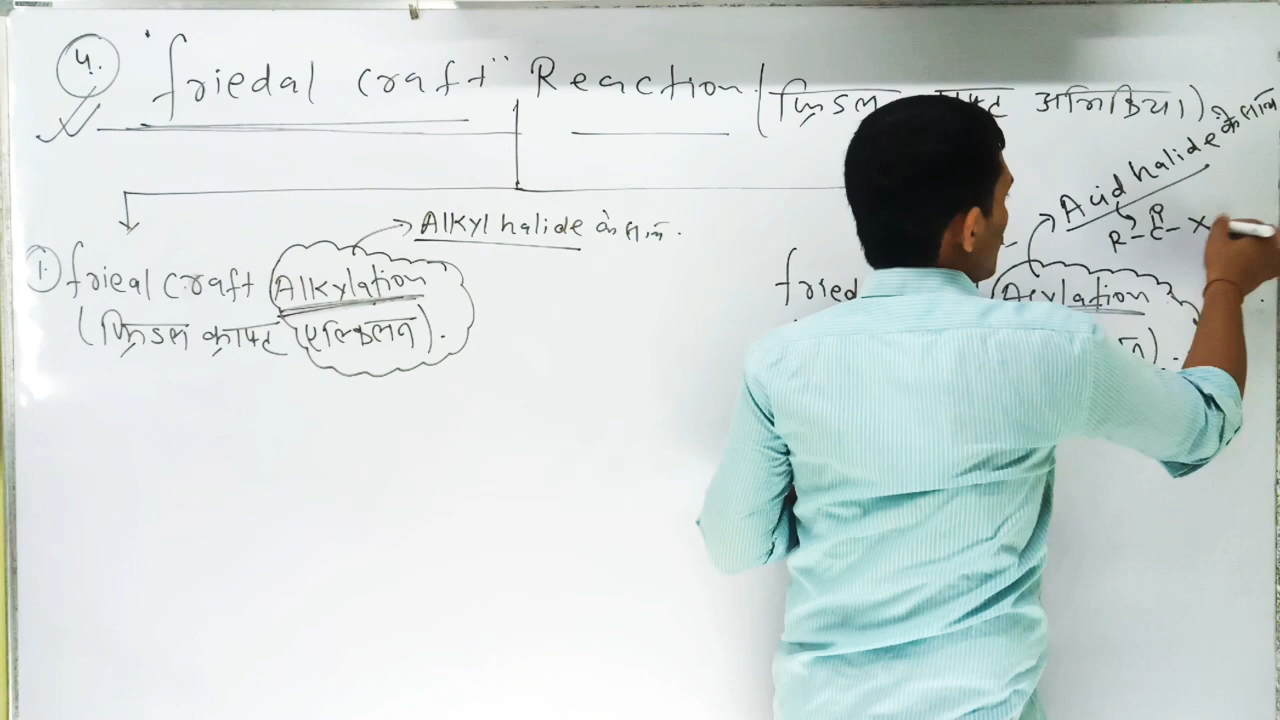 4.
"friedal craft" Reaction (फ्रिडल अभिक्रिया)
Acid halide के साथ
R-C-X
Alkyl halide के साथ.
1. frieal craft Alkylation
(फ्रिडल क्राफ्ट एल्किलन).
fried Acylation